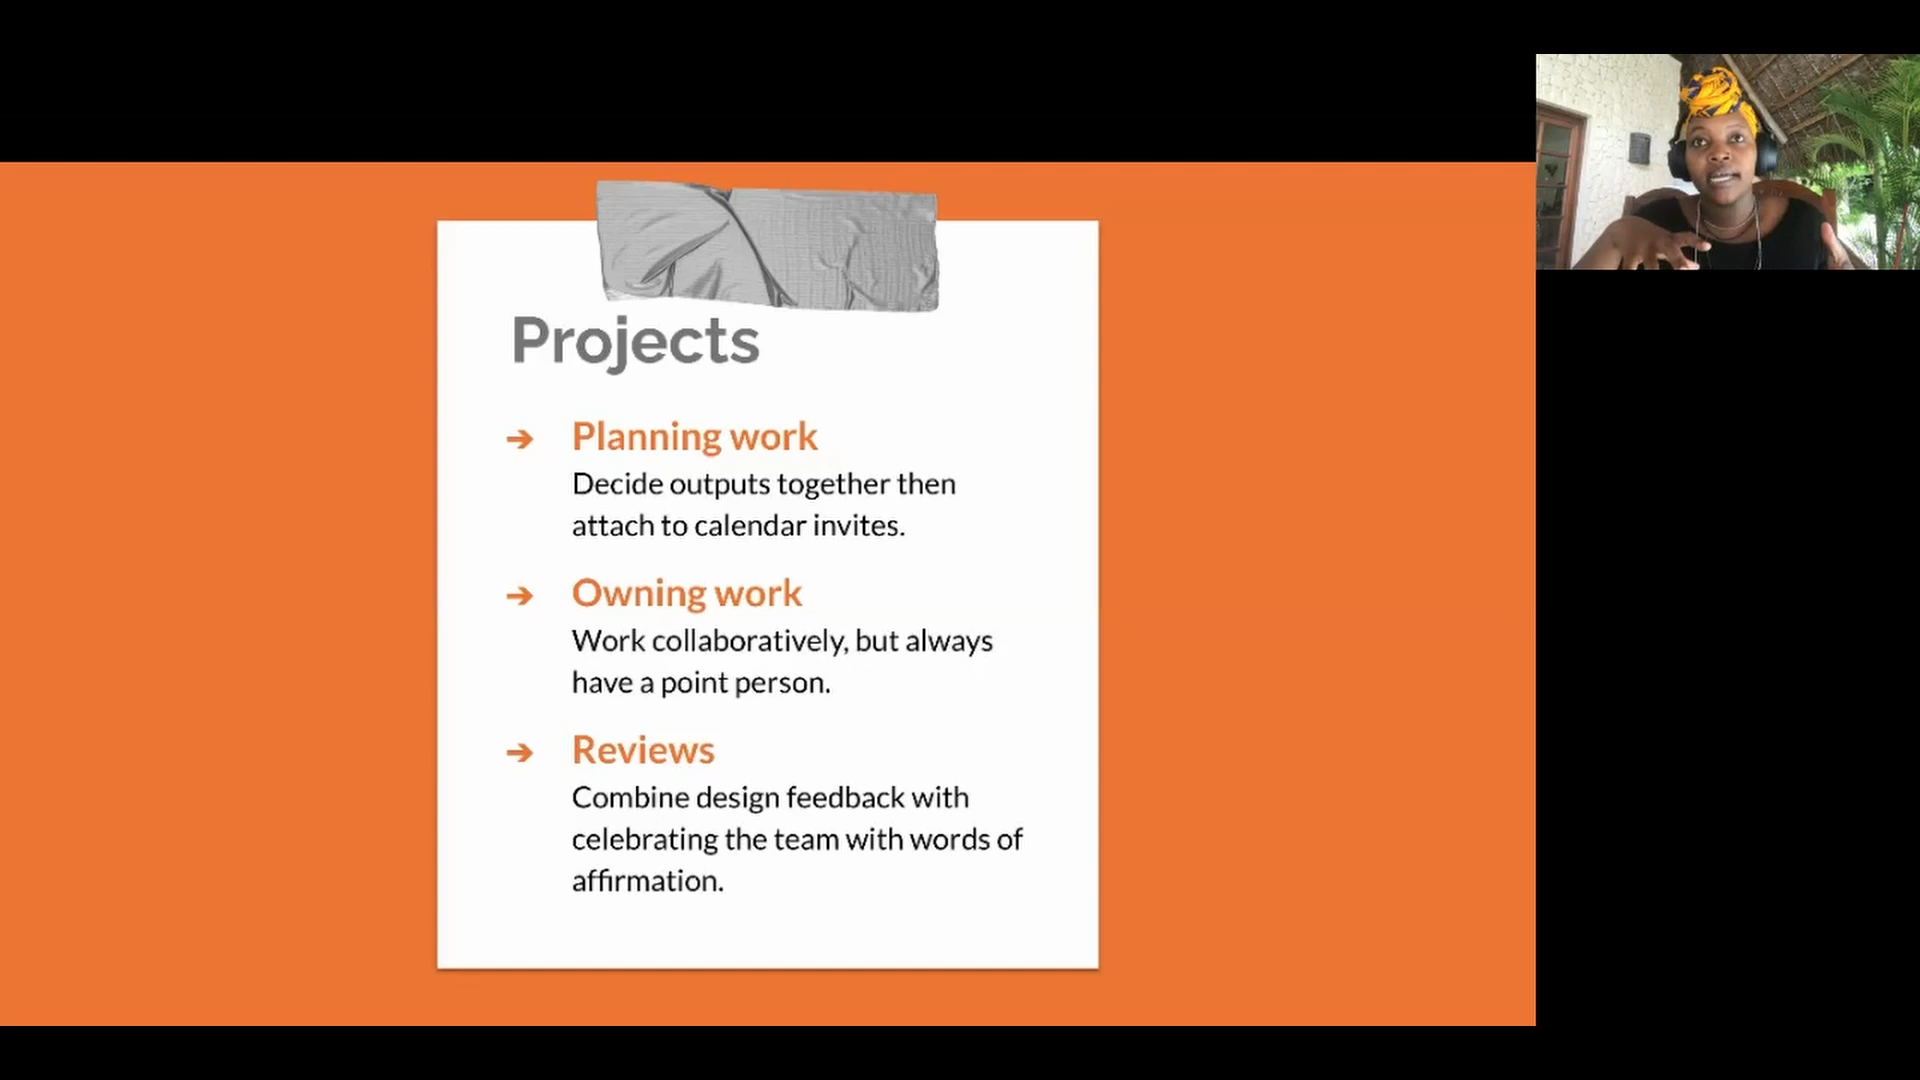 Projects
➔ Planning work
Decide outputs together then
attach to calendar invites.
➔ Owning work
Work collaboratively, but always
have a point person.
➔ Reviews
Combine design feedback with
celebrating the team with words of
affirmation.